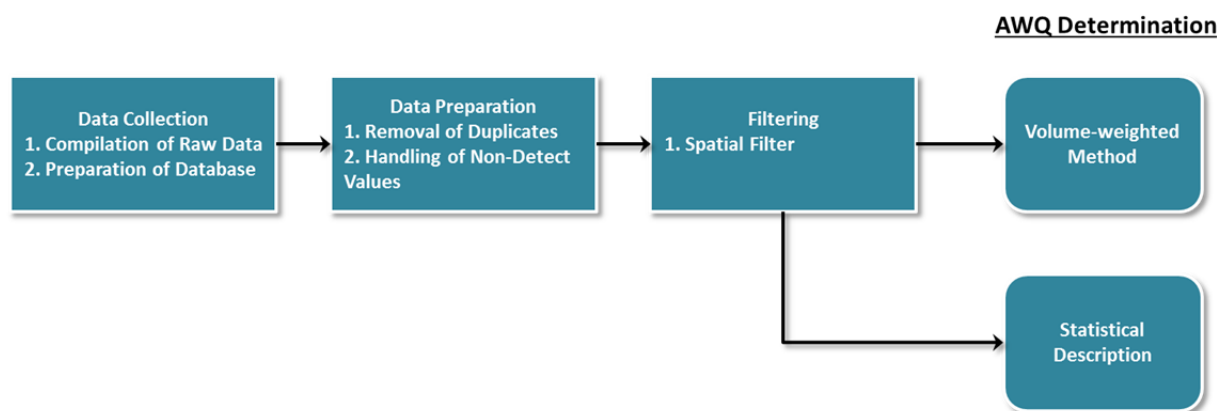 AWQ Determination
Data Collection
1. Compilation of Raw Data
2. Preparation of Database
Data Preparation
1. Removal of Duplicates
2. Handling of Non-Detect
Values
Filtering
1. Spatial Filter
Volume-weighted
Method
Statistical
Description